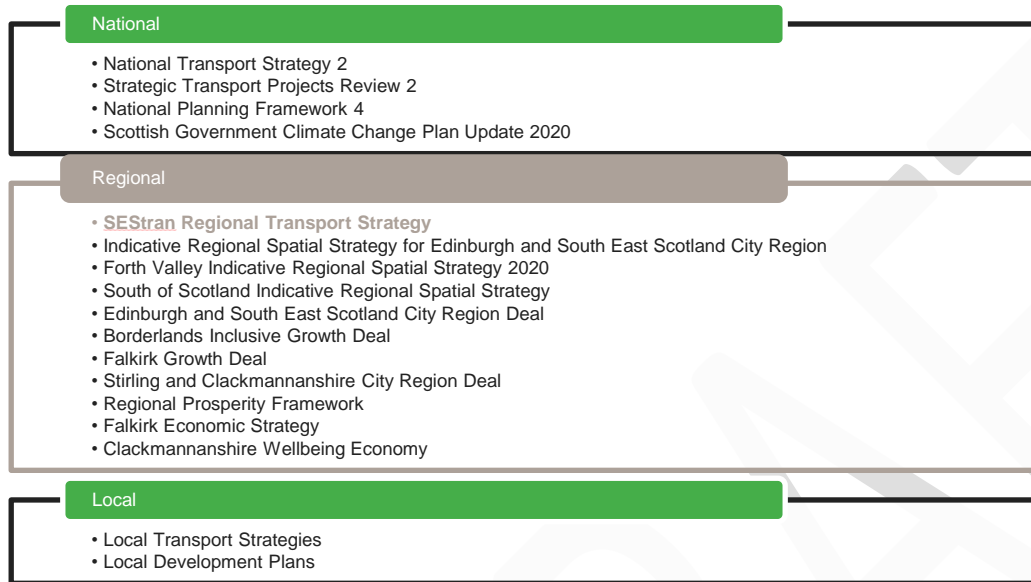 National
• National Transport Strategy 2
• Strategic Transport Projects Review 2
• National Planning Framework 4
• Scottish Government Climate Change Plan Update 2020
Regional
• SEStran Regional Transport Strategy
• Indicative Regional Spatial Strategy for Edinburgh and South East Scotland City Region
• Forth Valley Indicative Regional Spatial Strategy 2020
• South of Scotland Indicative Regional Spatial Strategy
• Edinburgh and South East Scotland City Region Deal
• Borderlands Inclusive Growth Deal
• Falkirk Growth Deal
• Stirling and Clackmannanshire City Region Deal
• Regional Prosperity Framework
• Falkirk Economic Strategy
• Clackmannanshire Wellbeing Economy
Local
• Local Transport Strategies
• Local Development Plans